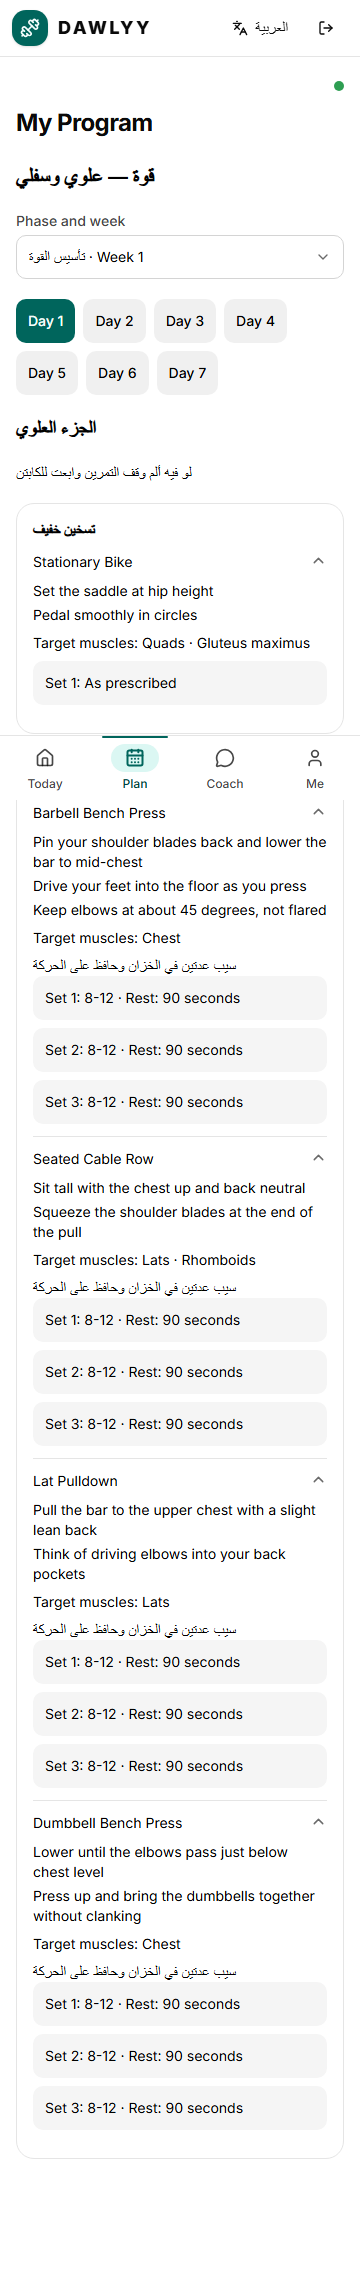 DAWLYY
العربية
My Program
قوة — علوي وسفلي
Phase and week
تأسيس القوة · Week 1
Day 1
Day 2
Day 3
Day 4
Day 5
Day 6
Day 7
الجزء العلوي
لو فيه ألم وقف التمرين وابعت للكابتن
تسخين خفيف
Stationary Bike
Set the saddle at hip height
Pedal smoothly in circles
Target muscles: Quads · Gluteus maximus
Set 1: As prescribed
Today
Plan
Coach
Me
Barbell Bench Press
Pin your shoulder blades back and lower the
bar to mid-chest
Drive your feet into the floor as you press
Keep elbows at about 45 degrees, not flared
Target muscles: Chest
سيب عدتين في الخزان وحافظ على الحركة
Set 1: 8-12 · Rest: 90 seconds
Set 2: 8-12 · Rest: 90 seconds
Set 3: 8-12 · Rest: 90 seconds
Seated Cable Row
Sit tall with the chest up and back neutral
Squeeze the shoulder blades at the end of
the pull
Target muscles: Lats · Rhomboids
سيب عدتين في الخزان وحافظ على الحركة
Set 1: 8-12 · Rest: 90 seconds
Set 2: 8-12 · Rest: 90 seconds
Set 3: 8-12 · Rest: 90 seconds
Lat Pulldown
Pull the bar to the upper chest with a slight
lean back
Think of driving elbows into your back
pockets
Target muscles: Lats
سيب عدتين في الخزان وحافظ على الحركة
Set 1: 8-12 · Rest: 90 seconds
Set 2: 8-12 · Rest: 90 seconds
Set 3: 8-12 · Rest: 90 seconds
Dumbbell Bench Press
Lower until the elbows pass just below
chest level
Press up and bring the dumbbells together
without clanking
Target muscles: Chest
سيب عدتين في الخزان وحافظ على الحركة
Set 1: 8-12 · Rest: 90 seconds
Set 2: 8-12 · Rest: 90 seconds
Set 3: 8-12 · Rest: 90 seconds